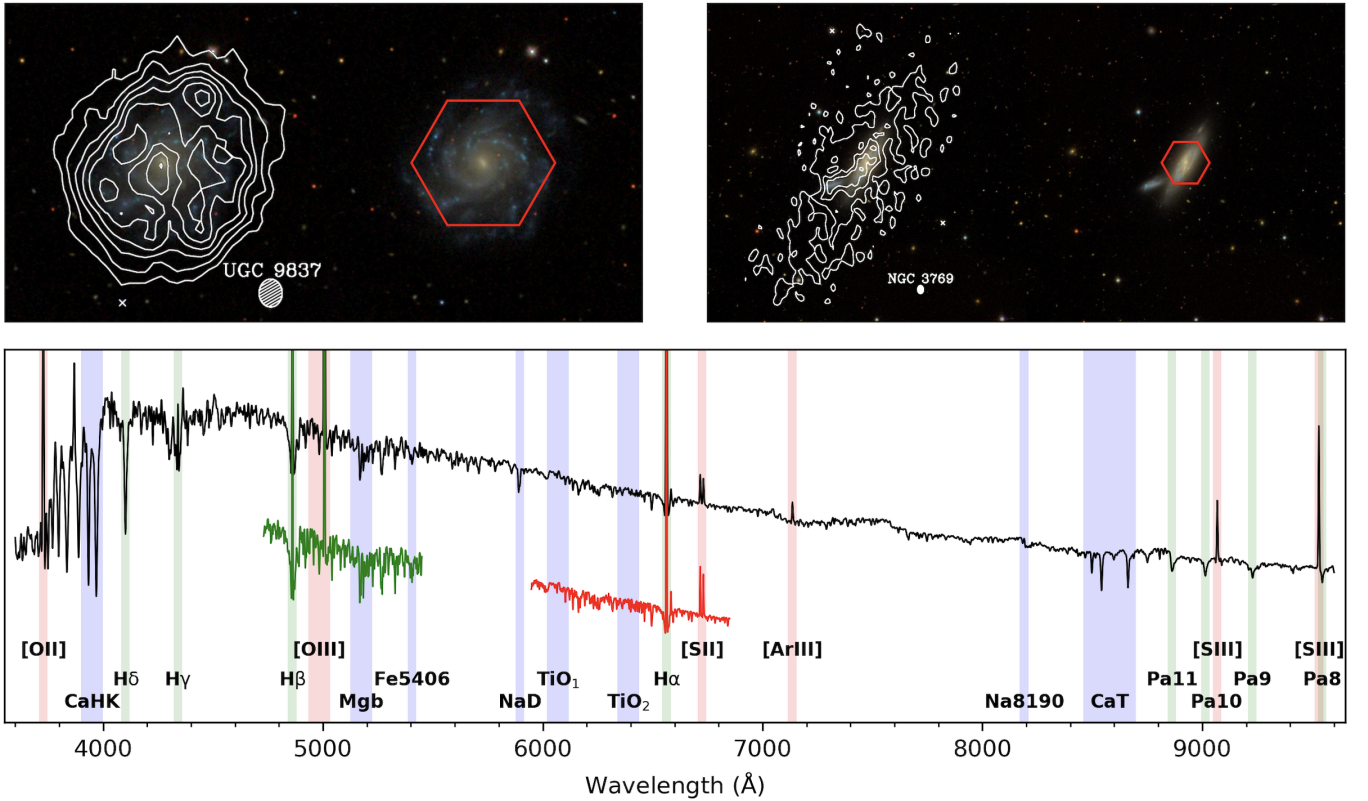 UGC 9837
NGC 3769
[OII] [OIII] [SII] [ArIII] [SIII] [SIII]
Hδ Hγ Hβ Fe5406 TiO₁ Hα Pa11 Pa9 Pa8
CaHK Mgb NaD TiO₂ Na8190 CaT Pa10
4000 5000 6000 7000 8000 9000
Wavelength (Å)